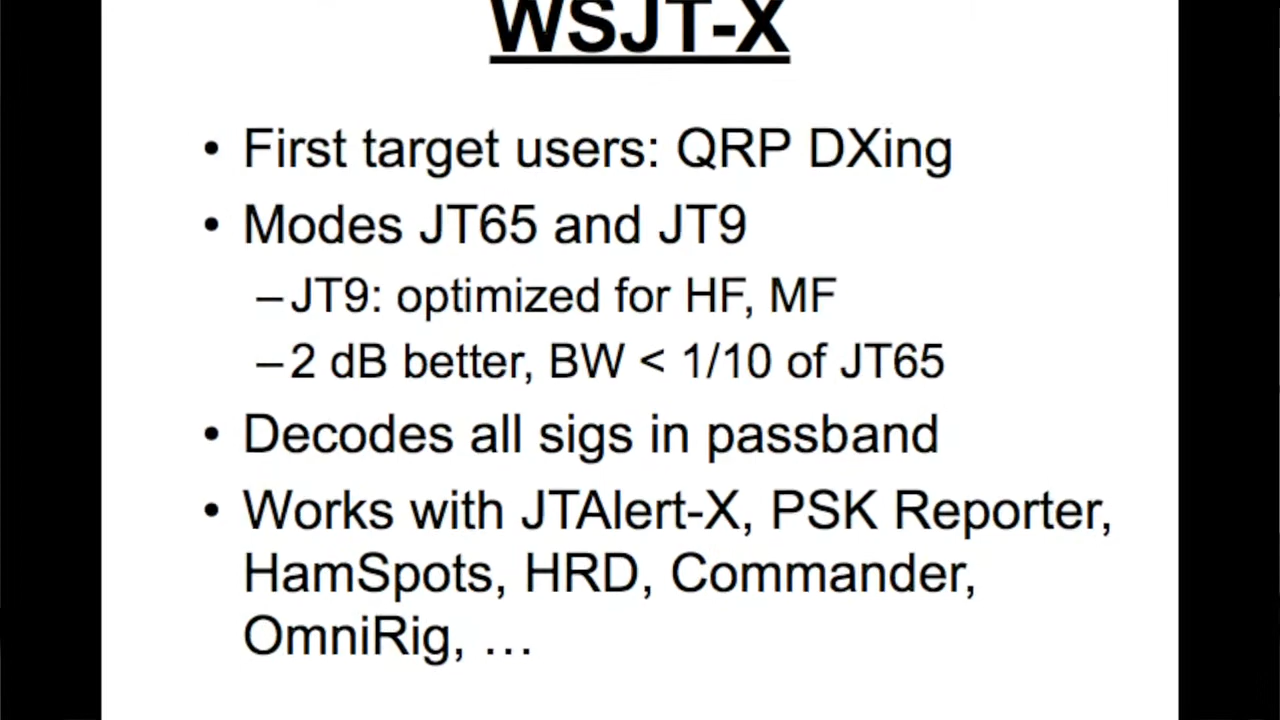 WSJT-X
• First target users: QRP DXing
• Modes JT65 and JT9
– JT9: optimized for HF, MF
– 2 dB better, BW < 1/10 of JT65
• Decodes all sigs in passband
• Works with JTAlert-X, PSK Reporter,
HamSpots, HRD, Commander,
OmniRig, …